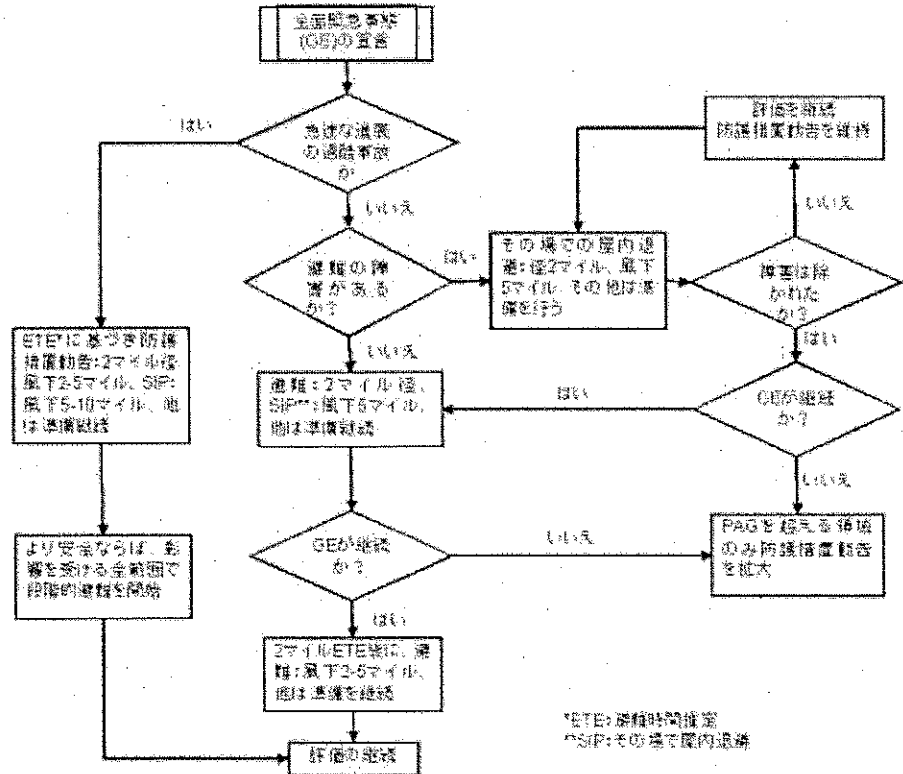 全面緊急事態
(GE)の宣言
はい
急速な進展
の過酷事故
か
いいえ
評価を継続
防護措置勧告を維持
いいえ
避難の障
害があるか?
はい
その場での屋内退
避:径2マイル、風下
5マイル、その他は準
備を行う
障害は除
かれたか?
はい
いいえ
ETE*に基づき防護
措置勧告:2マイル径、
風下2-5マイル、SIP:
風下5-10マイル、他
は準備継続
避難:2マイル径、
SIP**:風下5マイル、
他は準備継続
はい
GEが継続
か?
いいえ
より安全ならば、影
響を受ける全範囲で
段階的避難を開始
GEが継続
か?
いいえ
PAGを超える領域
のみ防護措置勧告
を拡大
はい
2マイルETE後に、避
難:風下2-5マイル、
他は準備を継続
評価の継続
*ETE:避難時間推定
**SIP:その場で屋内退避